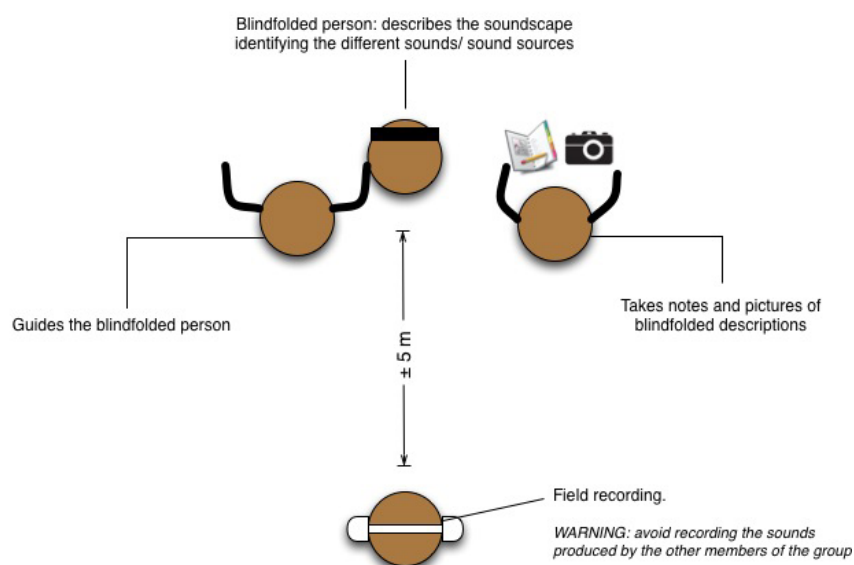 Blindfolded person: describes the soundscape
identifying the different sounds/ sound sources
Guides the blindfolded person
Takes notes and pictures of
blindfolded descriptions
± 5 m
Field recording.
WARNING: avoid recording the sounds
produced by the other members of the group